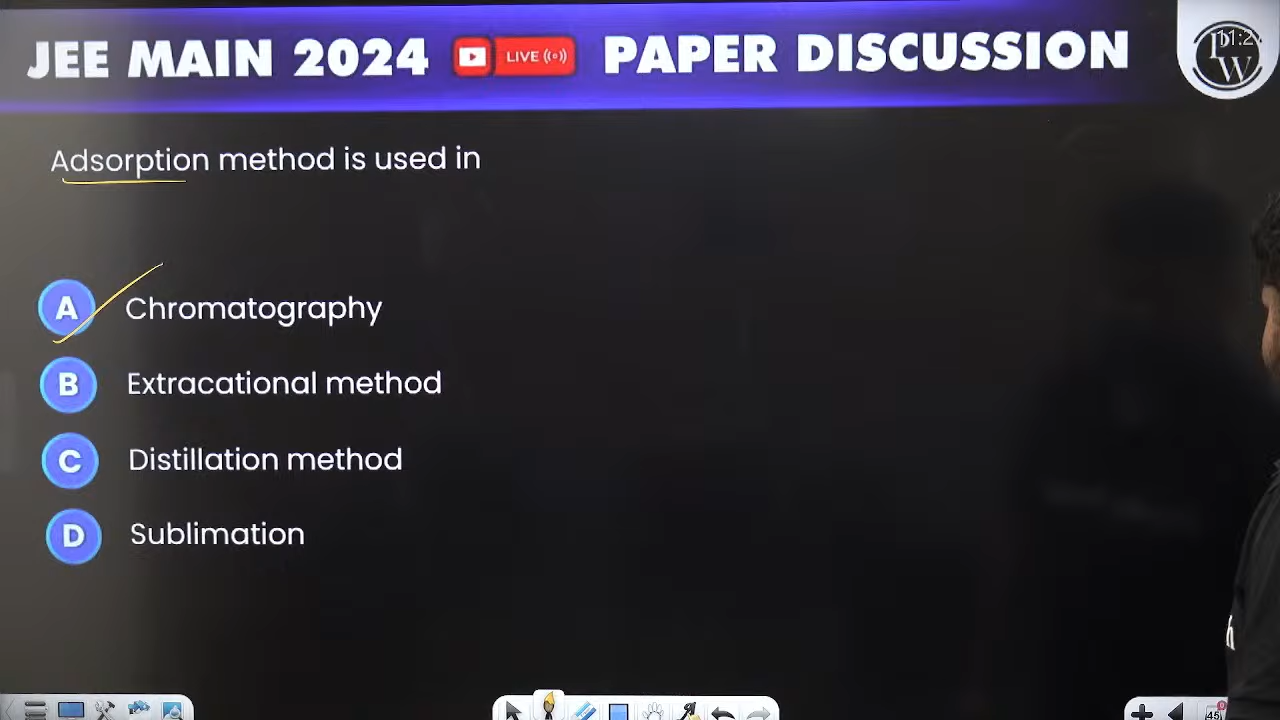 JEE MAIN 2024 LIVE PAPER DISCUSSION
Adsorption method is used in
A Chromatography
B Extracational method
C Distillation method
D Sublimation